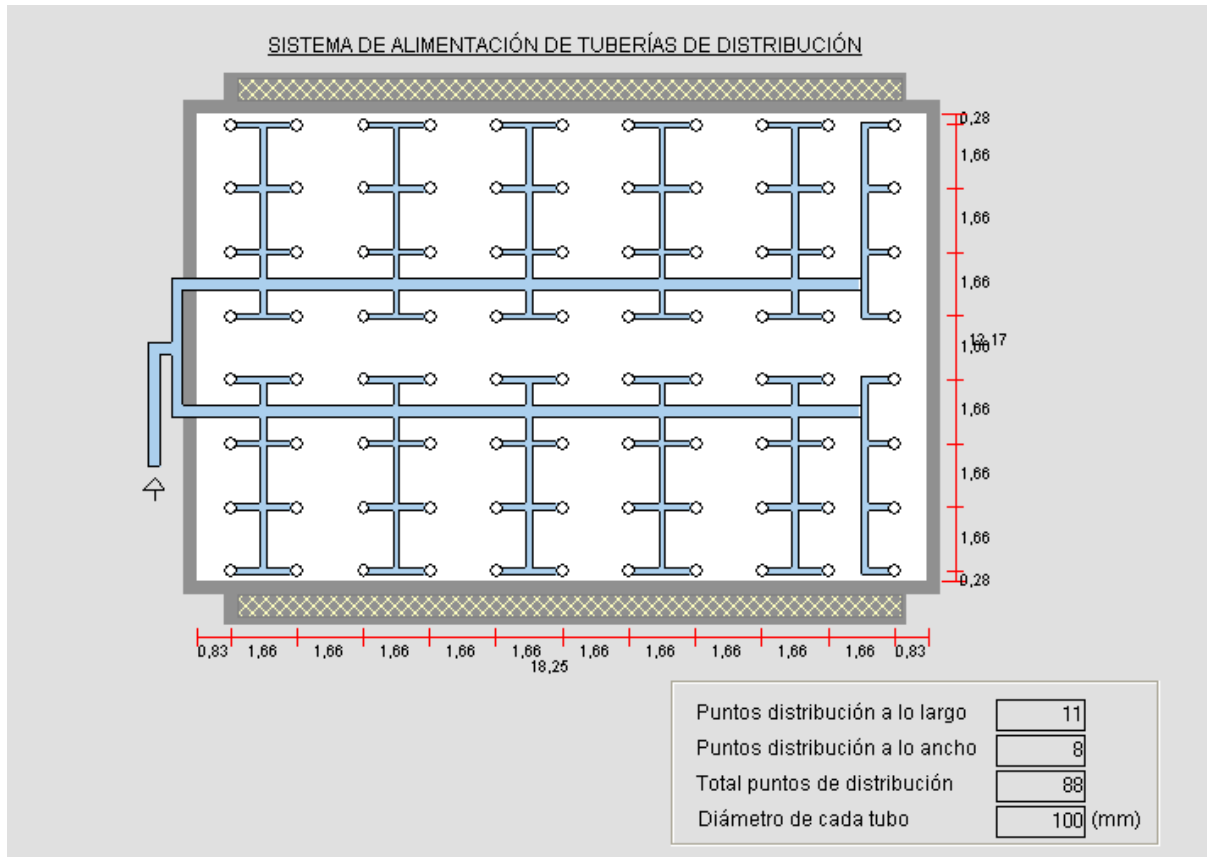 SISTEMA DE ALIMENTACIÓN DE TUBERÍAS DE DISTRIBUCIÓN
0,28
1,66
1,66
1,66
1,66
12,17
1,66
1,66
1,66
0,28
0,83 1,66 1,66 1,66 1,66 1,66 1,66 1,66 1,66 1,66 1,66 0,83
18,25
Puntos distribución a lo largo 11
Puntos distribución a lo ancho 8
Total puntos de distribución 88
Diámetro de cada tubo 100 (mm)